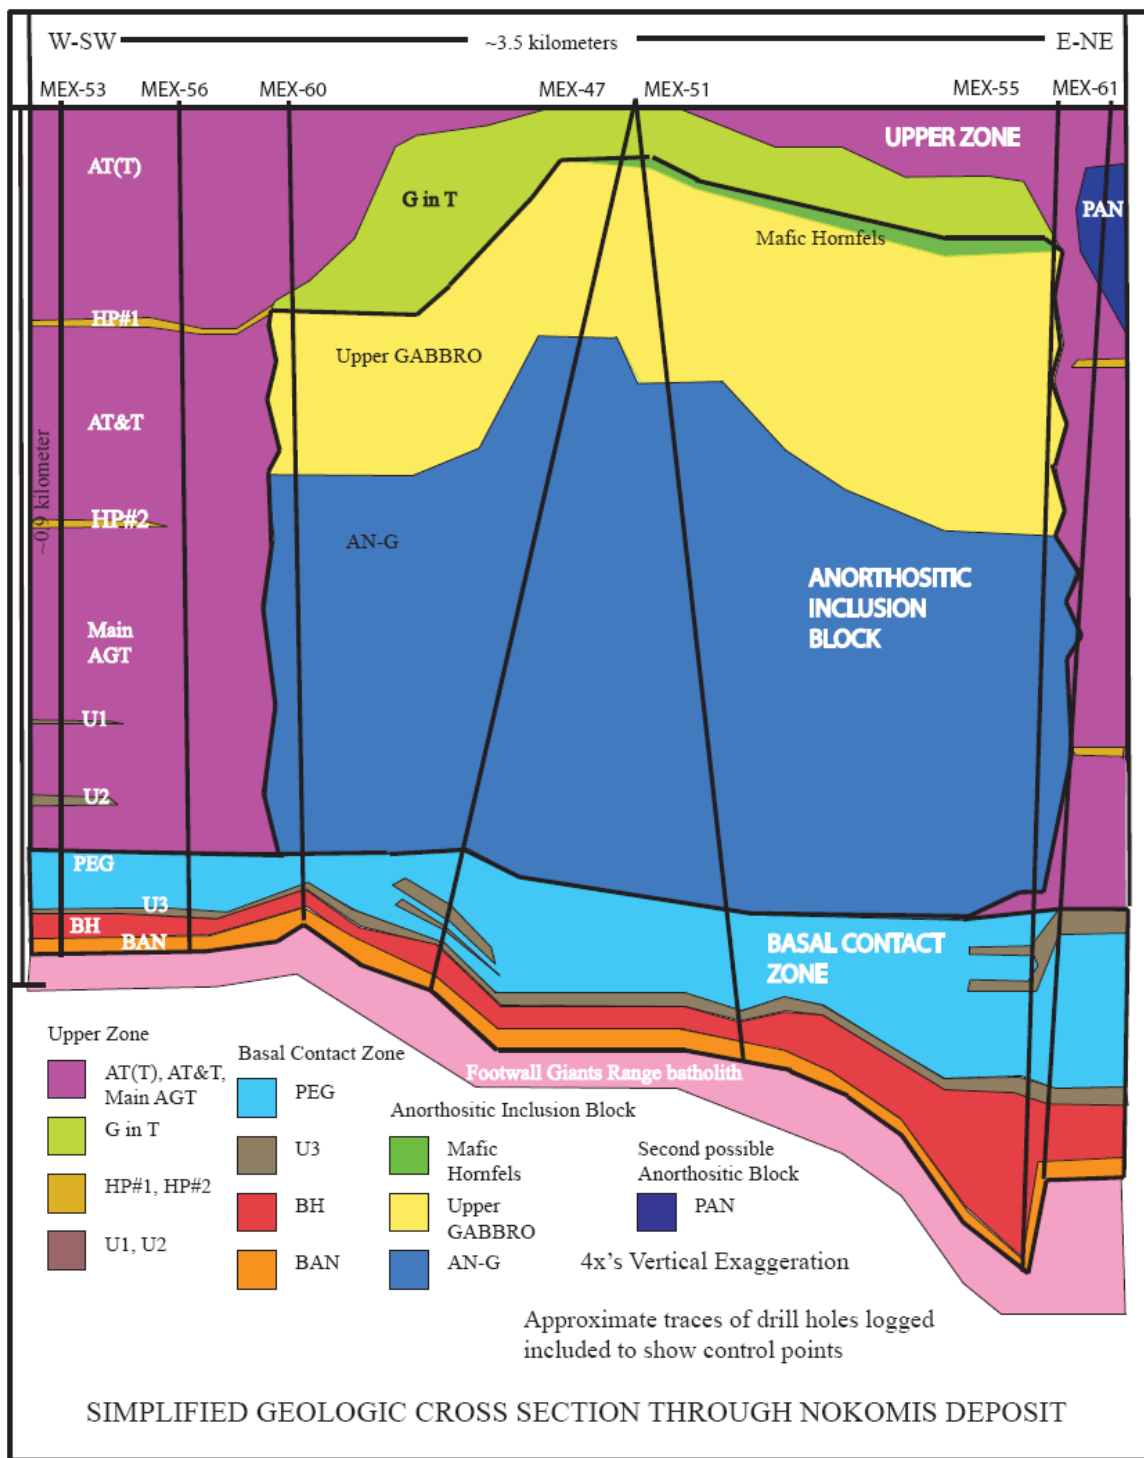 W-SW ~3.5 kilometers E-NE
MEX-53 MEX-56 MEX-60 MEX-47 MEX-51 MEX-55 MEX-61
UPPER ZONE
AT(T)
G in T
PAN
Mafic Hornfels
HP#1
Upper GABBRO
AT&T
~0.9 kilometer
HP#2
AN-G
ANORTHOSITIC
INCLUSION
BLOCK
Main
AGT
U1
U2
PEG
U3
BH
BAN
BASAL CONTACT
ZONE
Footwall Giants Range batholith
Upper Zone
AT(T), AT&T,
Main AGT
G in T
HP#1, HP#2
U1, U2
Basal Contact Zone
PEG
U3
BH
BAN
Anorthositic Inclusion Block
Mafic
Hornfels
Upper
GABBRO
AN-G
Second possible
Anorthositic Block
PAN
4x's Vertical Exaggeration
Approximate traces of drill holes logged
included to show control points
SIMPLIFIED GEOLOGIC CROSS SECTION THROUGH NOKOMIS DEPOSIT